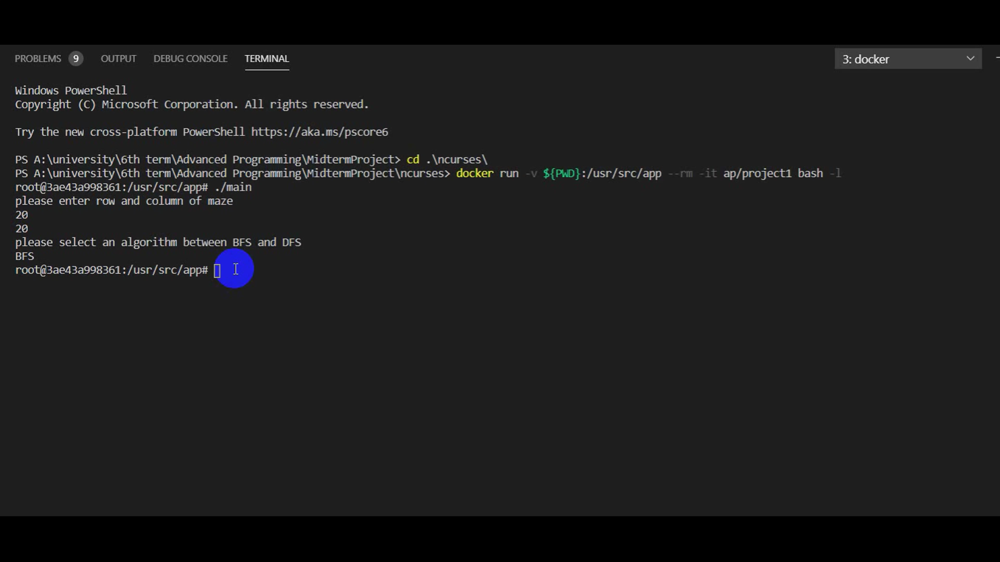 PROBLEMS 9 OUTPUT DEBUG CONSOLE TERMINAL 3: docker
Windows PowerShell
Copyright (C) Microsoft Corporation. All rights reserved.
Try the new cross-platform PowerShell https://aka.ms/pscore6
PS A:\university\6th term\Advanced Programming\MidtermProject> cd .\ncurses\
PS A:\university\6th term\Advanced Programming\MidtermProject\ncurses> docker run -v ${PWD}:/usr/src/app --rm -it ap/project1 bash -l
root@3ae43a998361:/usr/src/app# ./main
please enter row and column of maze
20
20
please select an algorithm between BFS and DFS
BFS
root@3ae43a998361:/usr/src/app#